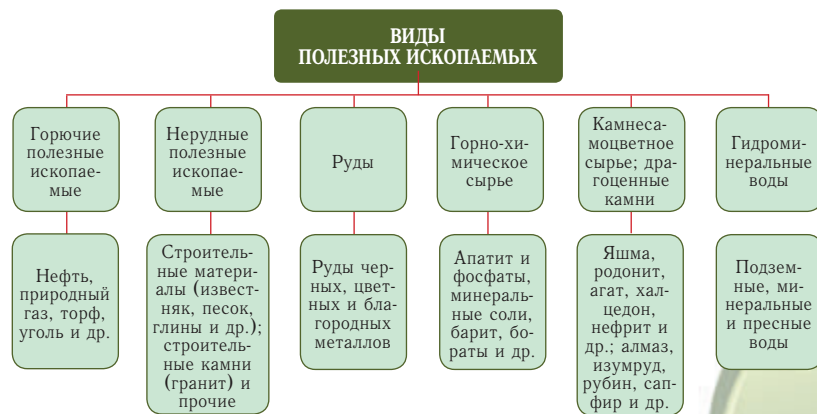 ВИДЫ
ПОЛЕЗНЫХ ИСКОПАЕМЫХ
Горючие
полезные
ископае-
мые
Нерудные
полезные
ископае-
мые
Руды
Горно-хи-
мическое
сырье
Камнеса-
моцветное
сырье; дра-
гоценные
камни
Гидроми-
неральные
воды
Нефть,
природный
газ, торф,
уголь и др.
Строитель-
ные матери-
алы (извест-
няк, песок,
глины и др.);
строитель-
ные камни
(гранит) и
прочие
Руды чер-
ных, цвет-
ных и бла-
городных
металлов
Апатит и
фосфаты,
минераль-
ные соли,
барит, бо-
раты и др.
Яшма,
родонит,
агат, хал-
цедон,
нефрит и
др.; алмаз,
изумруд,
рубин, сап-
фир и др.
Подзем-
ные, ми-
неральные
и пресные
воды